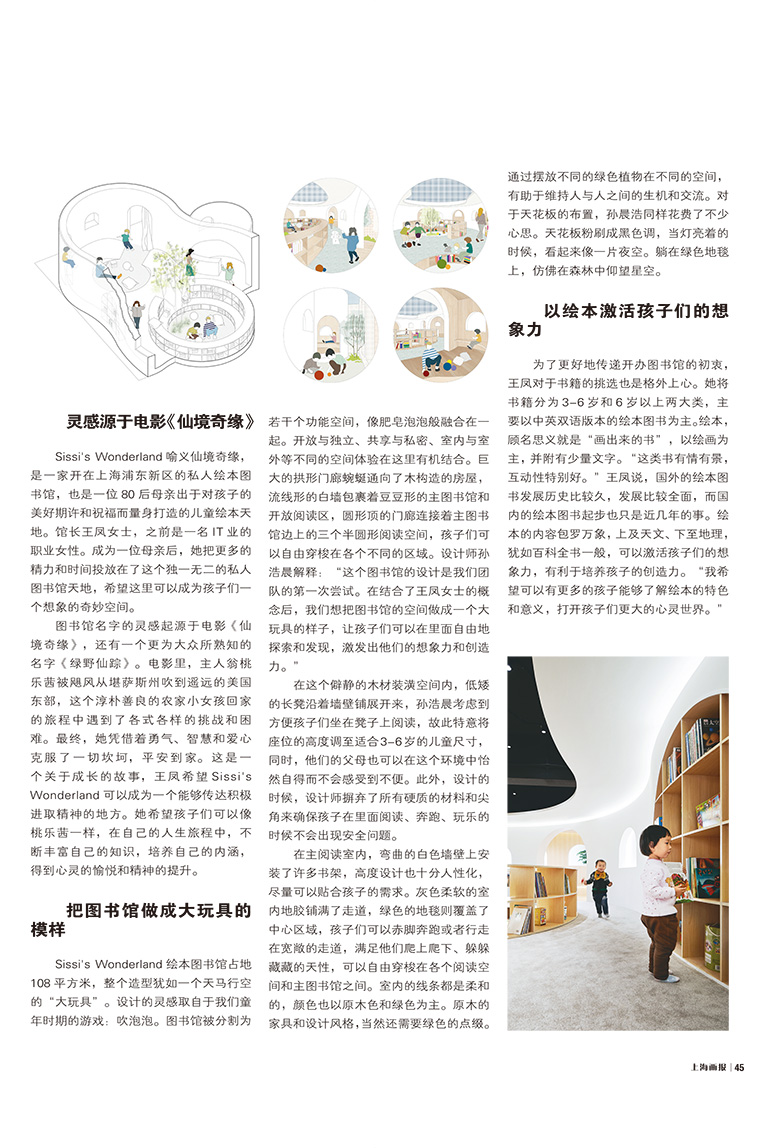 灵感源于电影《仙境奇缘》
Sissi's Wonderland 喻义仙境奇缘，
是一家开在上海浦东新区的私人绘本图
书馆，也是一位 80 后母亲出于对孩子的
美好期许和祝福而量身打造的儿童绘本天
地。馆长王凤女士，之前是一名 IT 业的
职业女性。成为一位母亲后，她把更多的
精力和时间投放在了这个独一无二的私人
图书馆天地，希望这里可以成为孩子们一
个想象的奇妙空间。
图书馆名字的灵感起源于电影《仙
境奇缘》，还有一个更为大众所熟知的
名字《绿野仙踪》。电影里，主人翁桃
乐茜被飓风从堪萨斯州吹到遥远的美国
东部，这个淳朴善良的农家小女孩回家
的旅程中遇到了各式各样的挑战和困
难。最终，她凭借着勇气、智慧和爱心
克服了一切坎坷，平安到家。这是一
个关于成长的故事，王凤希望 Sissi's
Wonderland 可以成为一个能够传达积极
进取精神的地方。她希望孩子们可以像
桃乐茜一样，在自己的人生旅程中，不
断丰富自己的知识，培养自己的内涵，
得到心灵的愉悦和精神的提升。
把图书馆做成大玩具的
模样
Sissi's Wonderland 绘本图书馆占地
108 平方米，整个造型犹如一个天马行空
的“大玩具”。设计的灵感取自于我们童
年时期的游戏：吹泡泡。图书馆被分割为
若干个功能空间，像肥皂泡泡般融合在一
起。开放与独立、共享与私密、室内与室
外等不同的空间体验在这里有机结合。巨
大的拱形门廊蜿蜒通向了木构造的房屋，
流线形的白墙包裹着豆豆形的主图书馆和
开放阅读区，圆形顶的门廊连接着主图书
馆边上的三个半圆形阅读空间，孩子们可
以自由穿梭在各个不同的区域。设计师孙
浩晨解释：“这个图书馆的设计是我们团
队的第一次尝试。在结合了王凤女士的概
念后，我们想把图书馆的空间做成一个大
玩具的样子，让孩子们可以在里面自由地
探索和发现，激发出他们的想象力和创造
力。”
在这个僻静的木材装潢空间内，低矮
的长凳沿着墙壁铺展开来，孙浩晨考虑到
方便孩子们坐在凳子上阅读，故此特意将
座位的高度调至适合3-6岁的儿童尺寸，
同时，他们的父母也可以在这个环境中怡
然自得而不会感受到不便。此外，设计的
时候，设计师摒弃了所有硬质的材料和尖
角来确保孩子在里面阅读、奔跑、玩乐的
时候不会出现安全问题。
在主阅读室内，弯曲的白色墙壁上安
装了许多书架，高度设计也十分人性化，
尽量可以贴合孩子的需求。灰色柔软的室
内地胶铺满了走道，绿色的地毯则覆盖了
中心区域，孩子们可以赤脚奔跑或者行走
在宽敞的走道，满足他们爬上爬下、躲躲
藏藏的天性，可以自由穿梭在各个阅读空
间和主图书馆之间。室内的线条都是柔和
的，颜色也以原木色和绿色为主。原木的
家具和设计风格，当然还需要绿色的点缀。
通过摆放不同的绿色植物在不同的空间，
有助于维持人与人之间的生机和交流。对
于天花板的布置，孙晨浩同样花费了不少
心思。天花板粉刷成黑色调，当灯亮着的
时候，看起来像一片夜空。躺在绿色地毯
上，仿佛在森林中仰望星空。
以绘本激活孩子们的想
象力
为了更好地传递开办图书馆的初衷，
王凤对于书籍的挑选也是格外上心。她将
书籍分为 3-6 岁和 6 岁以上两大类，主
要以中英双语版本的绘本图书为主。绘本，
顾名思义就是“画出来的书”，以绘画为
主，并附有少量文字。“这类书有情有景，
互动性特别好。”王凤说，国外的绘本图
书发展历史比较久，发展比较全面，而国
内的绘本图书起步也只是近几年的事。绘
本的内容包罗万象，上及天文、下至地理，
犹如百科全书一般，可以激活孩子们的想
象力，有利于培养孩子的创造力。“我希
望可以有更多的孩子能够了解绘本的特色
和意义，打开孩子们更大的心灵世界。”
上海画报 | 45